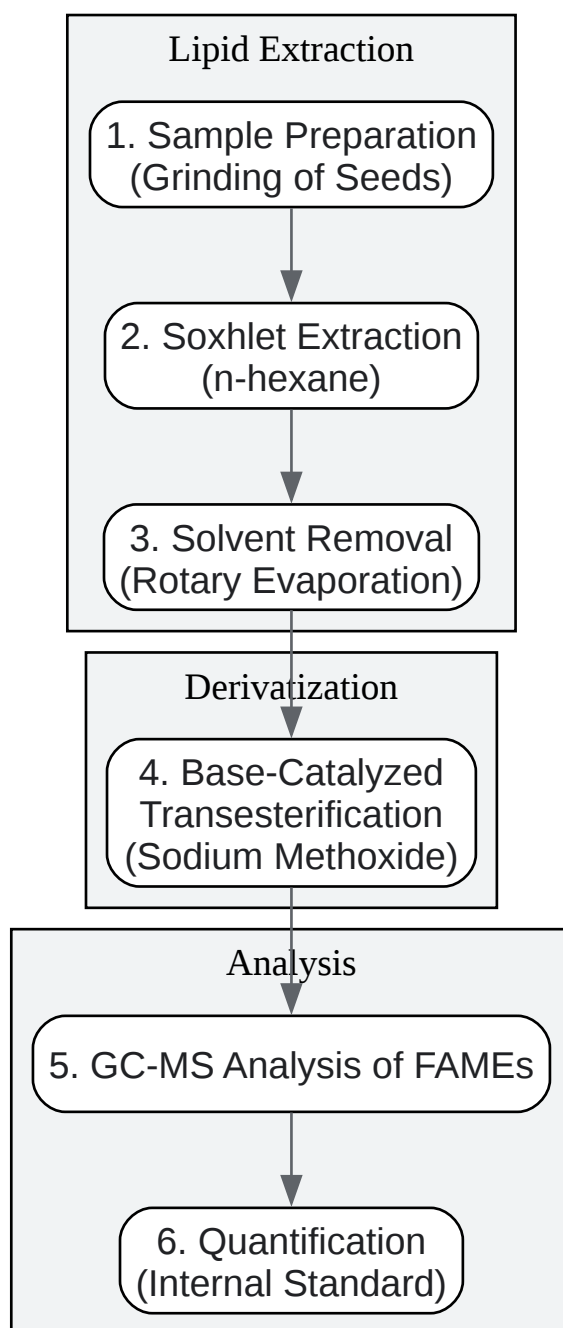 Lipid Extraction
1. Sample Preparation
(Grinding of Seeds)
2. Soxhlet Extraction
(n-hexane)
3. Solvent Removal
(Rotary Evaporation)
Derivatization
4. Base-Catalyzed
Transesterification
(Sodium Methoxide)
Analysis
5. GC-MS Analysis of FAMEs
6. Quantification
(Internal Standard)